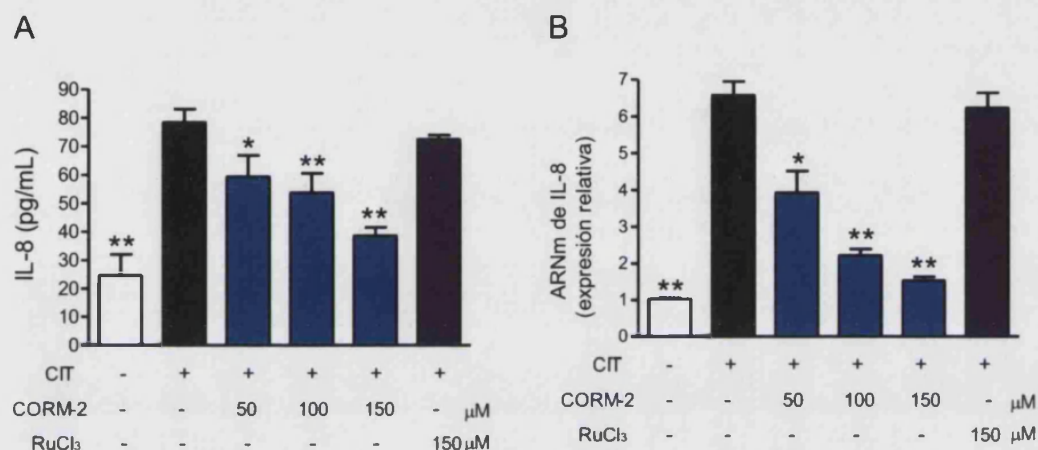 A
IL-8 (pg/mL)
90
80
70
60
50
40
30
20
10
0
**
*
**
**
CIT - + + + + +
CORM-2 - - 50 100 150 - µM
RuCl3 - - - - - 150 µM
B
ARNm de IL-8
(expresión relativa)
7
6
5
4
3
2
1
0
**
*
**
**
CIT - + + + + +
CORM-2 - - 50 100 150 - µM
RuCl3 - - - - - 150 µM